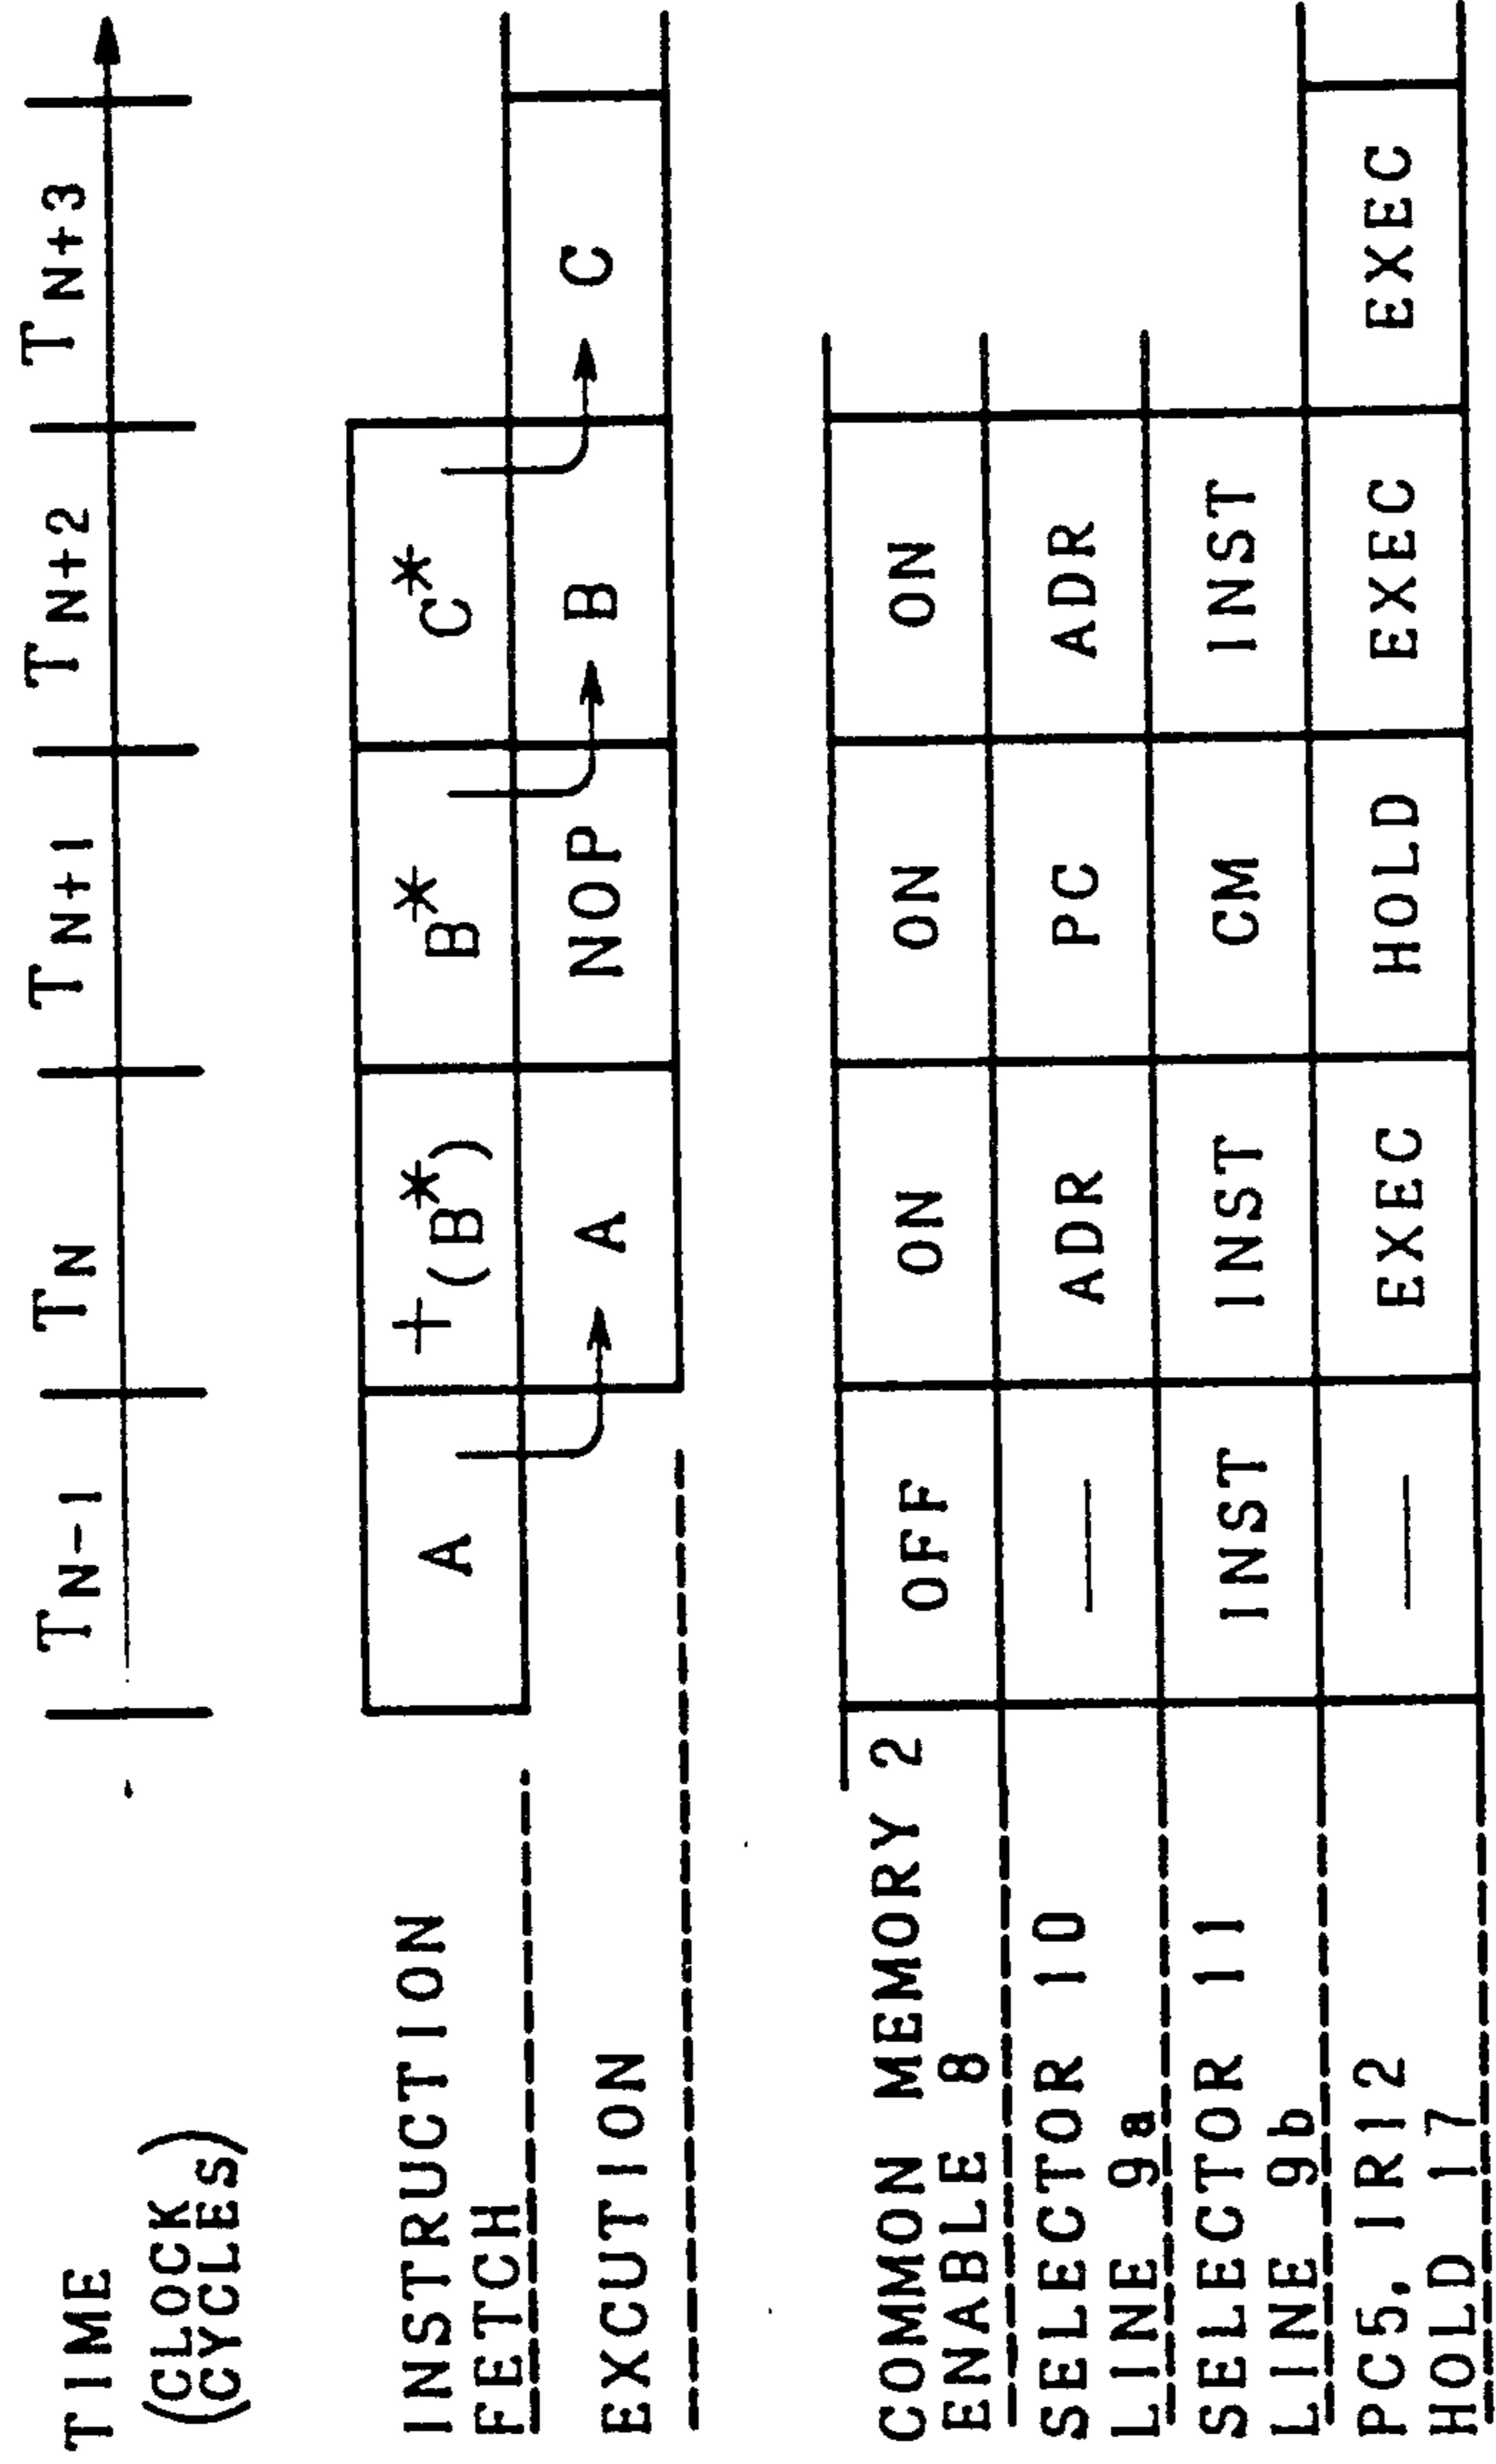 TIME TN-1 TN TN+1 TN+2 TN+3
(CLOCK
CYCLES)
INSTRUCTION
FETCH A †(B*) B* C*
EXCUTION A NOP B C
COMMON MEMORY 2
ENABLE 8 OFF ON ON ON
SELECTOR 10
LINE 9a — ADR PC ADR
SELECTOR 11
LINE 9b INST INST CM INST
PC5, IR12
HOLD 17 — EXEC HOLD EXEC EXEC